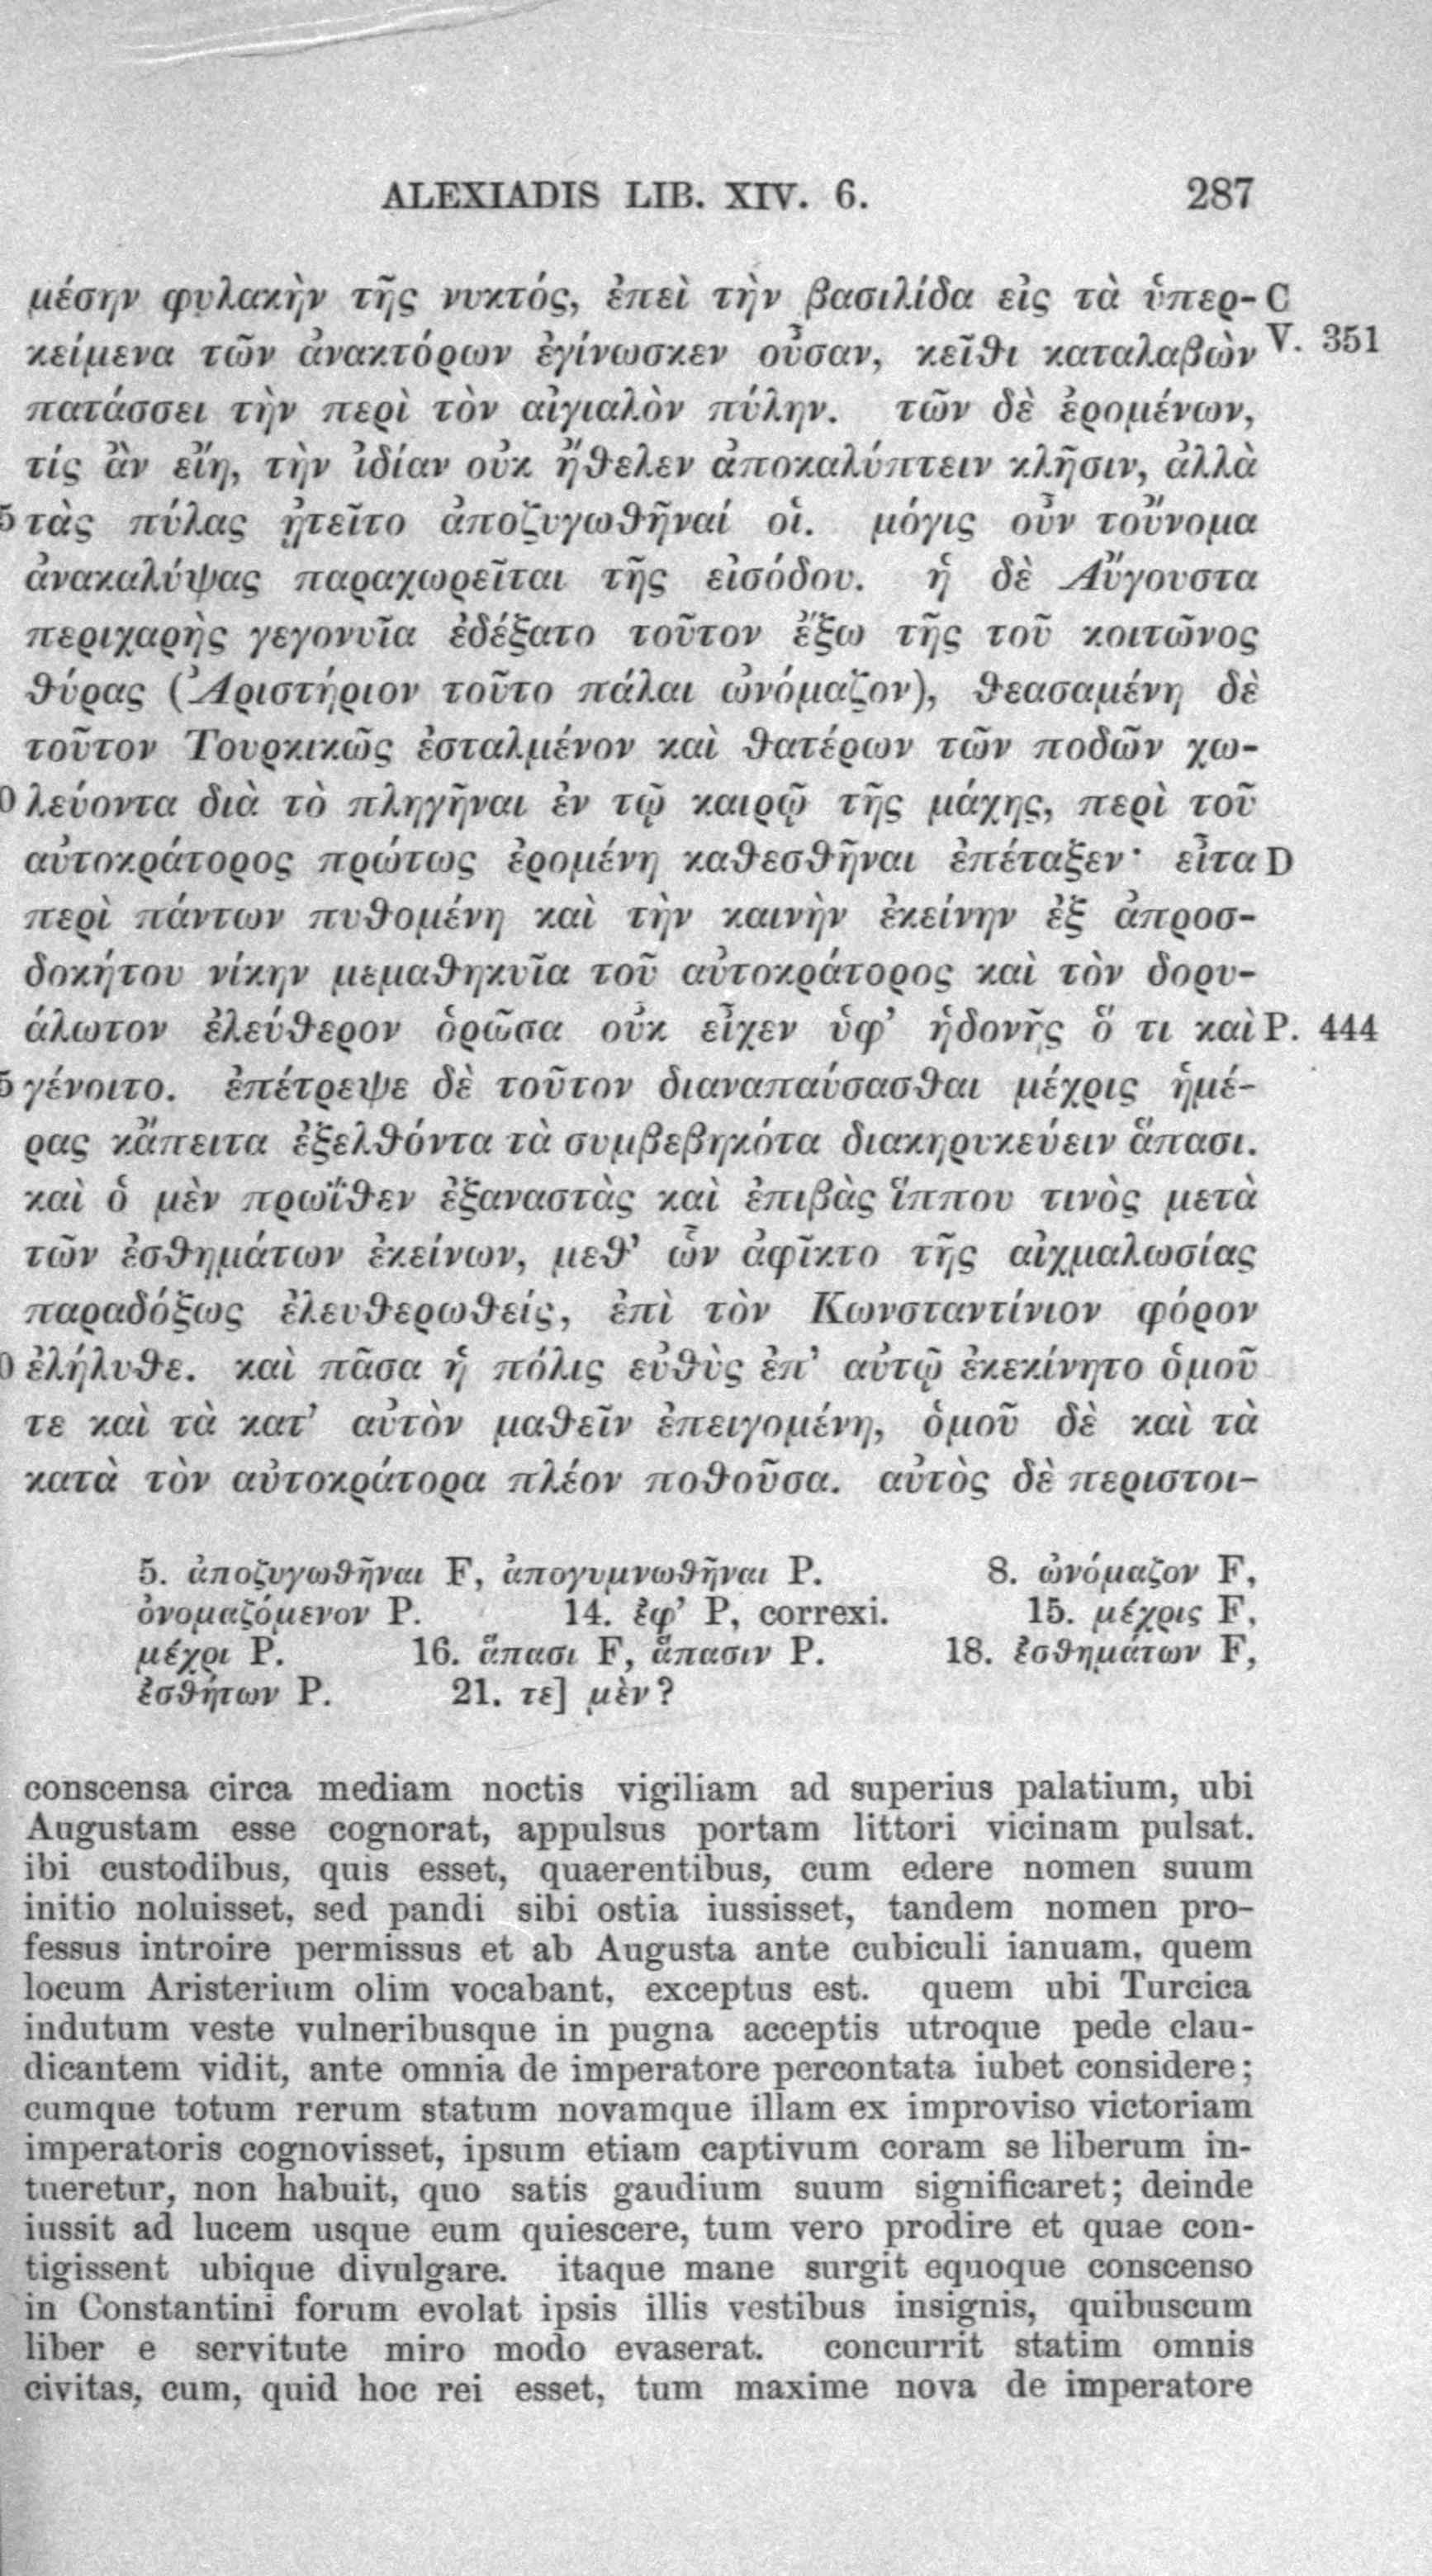 ALEXIADIS LIB. XIV. 6. 287
μέσην φυλακὴν τῆς νυκτός, ἐπεὶ τὴν βασιλίδα εἰς τὰ ὑπερ- C
κείμενα τῶν ἀνακτόρων ἐγίνωσκεν οὖσαν, κεῖθι καταλαβὼν V. 351
πατάσσει τὴν περὶ τὸν αἰγιαλὸν πύλην. τῶν δὲ ἐρομένων,
τίς ἂν εἴη, τὴν ἰδίαν οὐκ ἤθελεν ἀποκαλύπτειν κλῆσιν, ἀλλὰ
5 τὰς πύλας ᾐτεῖτο ἀποζυγωθῆναί οἱ. μόγις οὖν τοὔνομα
ἀνακαλύψας παραχωρεῖται τῆς εἰσόδου. ἡ δὲ Αὔγουστα
περιχαρὴς γεγονυῖα ἐδέξατο τοῦτον ἔξω τῆς τοῦ κοιτῶνος
θύρας (Ἀριστήριον τοῦτο πάλαι ὠνόμαζον), θεασαμένη δὲ
τοῦτον Τουρκικῶς ἐσταλμένον καὶ θατέρων τῶν ποδῶν χω-
0 λεύοντα διὰ τὸ πληγῆναι ἐν τῷ καιρῷ τῆς μάχης, περὶ τοῦ
αὐτοκράτορος πρώτως ἐρομένη καθεσθῆναι ἐπέταξεν· εἶτα D
περὶ πάντων πυθομένη καὶ τὴν καινὴν ἐκείνην ἐξ ἀπροσ-
δοκήτου νίκην μεμαθηκυῖα τοῦ αὐτοκράτορος καὶ τὸν δορυ-
άλωτον ἐλεύθερον ὁρῶσα οὐκ εἶχεν ὑφ’ ἡδονῆς ὅ τι καὶ P. 444
5 γένοιτο. ἐπέτρεψε δὲ τοῦτον διαναπαύσασθαι μέχρις ἡμέ-
ρας κἄπειτα ἐξελθόντα τὰ συμβεβηκότα διακηρυκεύειν ἅπασι.
καὶ ὁ μὲν πρωΐθεν ἐξαναστὰς καὶ ἐπιβὰς ἵππου τινὸς μετὰ
τῶν ἐσθημάτων ἐκείνων, μεθ’ ὧν ἀφῖκτο τῆς αἰχμαλωσίας
παραδόξως ἐλευθερωθείς, ἐπὶ τὸν Κωνσταντίνιον φόρον
0 ἐλήλυθε. καὶ πᾶσα ἡ πόλις εὐθὺς ἐπ’ αὐτῷ ἐκεκίνητο ὁμοῦ
τε καὶ τὰ κατ’ αὐτὸν μαθεῖν ἐπειγομένη, ὁμοῦ δὲ καὶ τὰ
κατὰ τὸν αὐτοκράτορα πλέον ποθοῦσα. αὐτὸς δὲ περιστοι-
5. ἀποζυγωθῆναι F, ἀπογυμνωθῆναι P. 8. ὠνόμαζον F,
ὀνομαζόμενον P. 14. ἐφ’ P, correxi. 15. μέχρις F,
μέχρι P. 16. ἅπασι F, ἅπασιν P. 18. ἐσθημάτων F,
ἐσθήτων P. 21. τε] μὲν?
conscensa circa mediam noctis vigiliam ad superius palatium, ubi
Augustam esse cognorat, appulsus portam littori vicinam pulsat.
ibi custodibus, quis esset, quaerentibus, cum edere nomen suum
initio noluisset, sed pandi sibi ostia iussisset, tandem nomen pro-
fessus introire permissus et ab Augusta ante cubiculi ianuam, quem
locum Aristerium olim vocabant, exceptus est. quem ubi Turcica
indutum veste vulneribusque in pugna acceptis utroque pede clau-
dicantem vidit, ante omnia de imperatore percontata iubet considere;
cumque totum rerum statum novamque illam ex improviso victoriam
imperatoris cognovisset, ipsum etiam captivum coram se liberum in-
tueretur, non habuit, quo satis gaudium suum significaret; deinde
iussit ad lucem usque eum quiescere, tum vero prodire et quae con-
tigissent ubique divulgare. itaque mane surgit equoque conscenso
in Constantini forum evolat ipsis illis vestibus insignis, quibuscum
liber e servitute miro modo evaserat. concurrit statim omnis
civitas, cum, quid hoc rei esset, tum maxime nova de imperatore